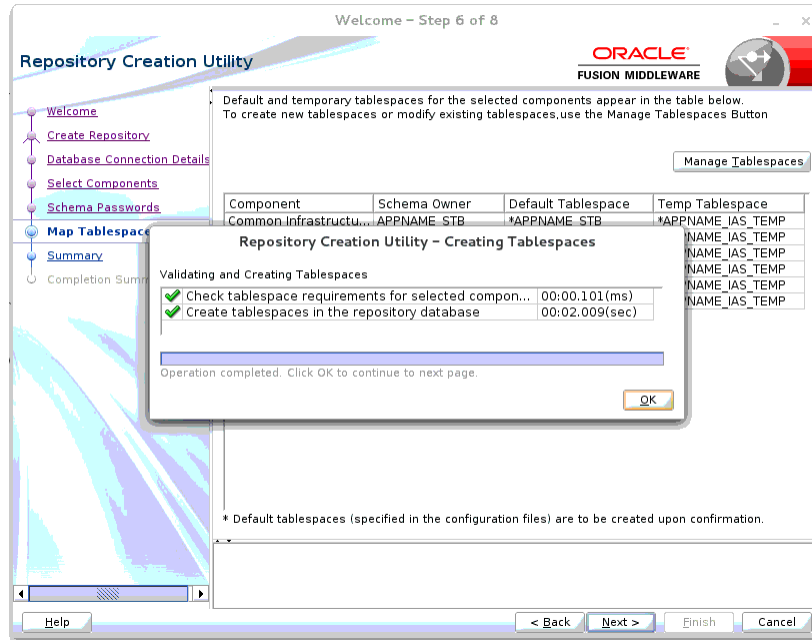 Welcome – Step 6 of 8
Repository Creation Utility
ORACLE
FUSION MIDDLEWARE
Welcome
Create Repository
Database Connection Details
Select Components
Schema Passwords
Map Tablespace
Summary
Completion Summ
Default and temporary tablespaces for the selected components appear in the table below.
To create new tablespaces or modify existing tablespaces,use the Manage Tablespaces Button
Manage Tablespaces
Component Schema Owner Default Tablespace Temp Tablespace
Common Infrastructu... APPNAME_STB *APPNAME_STB *APPNAME_IAS_TEMP
PNAME_IAS_TEMP
PNAME_IAS_TEMP
PNAME_IAS_TEMP
PNAME_IAS_TEMP
PNAME_IAS_TEMP
Repository Creation Utility – Creating Tablespaces
Validating and Creating Tablespaces
Check tablespace requirements for selected compon... 00:00.101(ms)
Create tablespaces in the repository database 00:02.009(sec)
Operation completed. Click OK to continue to next page.
OK
* Default tablespaces (specified in the configuration files) are to be created upon confirmation.
Help
< Back
Next >
Finish
Cancel